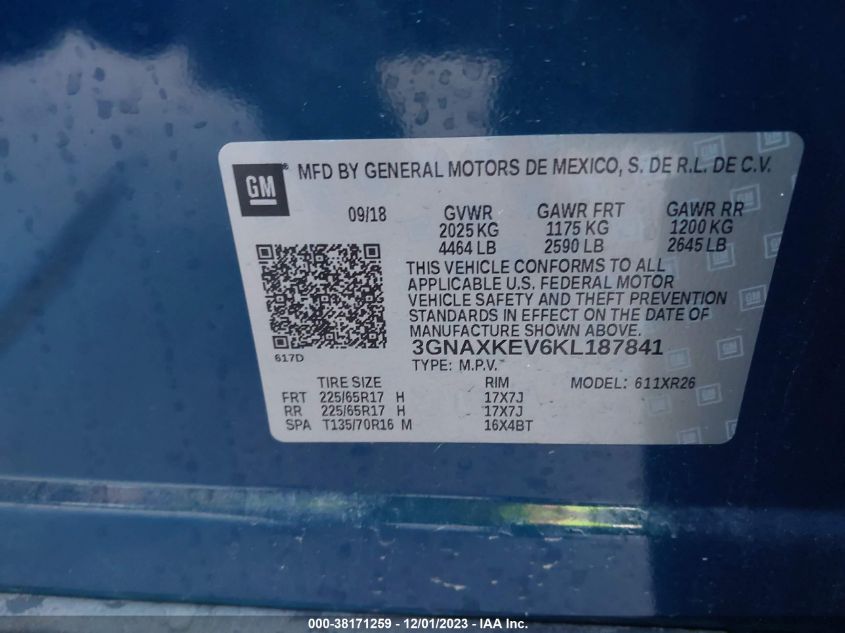 GM
MFD BY GENERAL MOTORS DE MEXICO, S. DE R.L. DE C.V.
09/18 GVWR GAWR FRT GAWR RR
2025 KG 1175 KG 1200 KG
4464 LB 2590 LB 2645 LB
THIS VEHICLE CONFORMS TO ALL
APPLICABLE U.S. FEDERAL MOTOR
VEHICLE SAFETY AND THEFT PREVENTION
STANDARDS IN EFFECT ON THE DATE OF
MANUFACTURE SHOWN ABOVE.
3GNAXKEV6KL187841
617D
TYPE: M.P.V.
TIRE SIZE RIM MODEL: 611XR26
FRT 225/65R17 H 17X7J
RR 225/65R17 H 17X7J
SPA T135/70R16 M 16X4BT
000-38171259 - 12/01/2023 - IAA Inc.